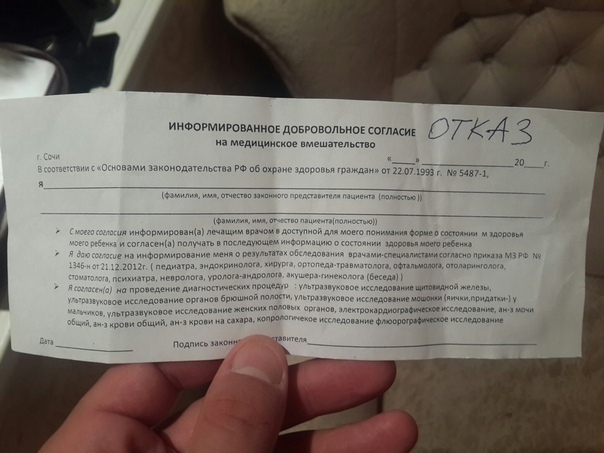 ИНФОРМИРОВАННОЕ ДОБРОВОЛЬНОЕ СОГЛАСИЕ ОТКАЗ
на медицинское вмешательство
г. Сочи «_____» ____________________ 20____г.
В соответствии с «Основами законодательства РФ об охране здоровья граждан» от 22.07.1993 г. № 5487-1,
Я
(фамилия, имя, отчество законного представителя пациента (полностью ))
(фамилия, имя, отчество пациента(полностью))
➢ С моего согласия информирован(а) лечащим врачом в доступной для моего понимания форме о состоянии м здоровья
моего ребенка и согласен(а) получать в последующем информацию о состоянии здоровья моего ребенка
➢ Я даю согласие на информирование меня о результатах обследования врачами-специалистами согласно приказа МЗ РФ №
1346-н от 21.12.2012г. ( педиатра, эндокринолога, хирурга, ортопеда-травматолога, офтальмолога, отоларинголога,
стоматолога, психиатра, невролога, уролога-андролога, акушера-гинеколога (беседа) )
➢ Я согласен(а) на проведение диагностических процедур : ультразвуковое исследование щитовидной железы,
ультразвуковое исследование органов брюшной полости, ультразвуковое исследование мошонки (яички,придатки-) у
мальчиков, ультразвуковое исследование женских половых органов, электрокардиографическое исследование, ан-з мочи
общий, ан-з крови общий, ан-з крови на сахара, копрологичекое исследование флюорографическое исследование
Дата ____________ Подпись законн ставителя